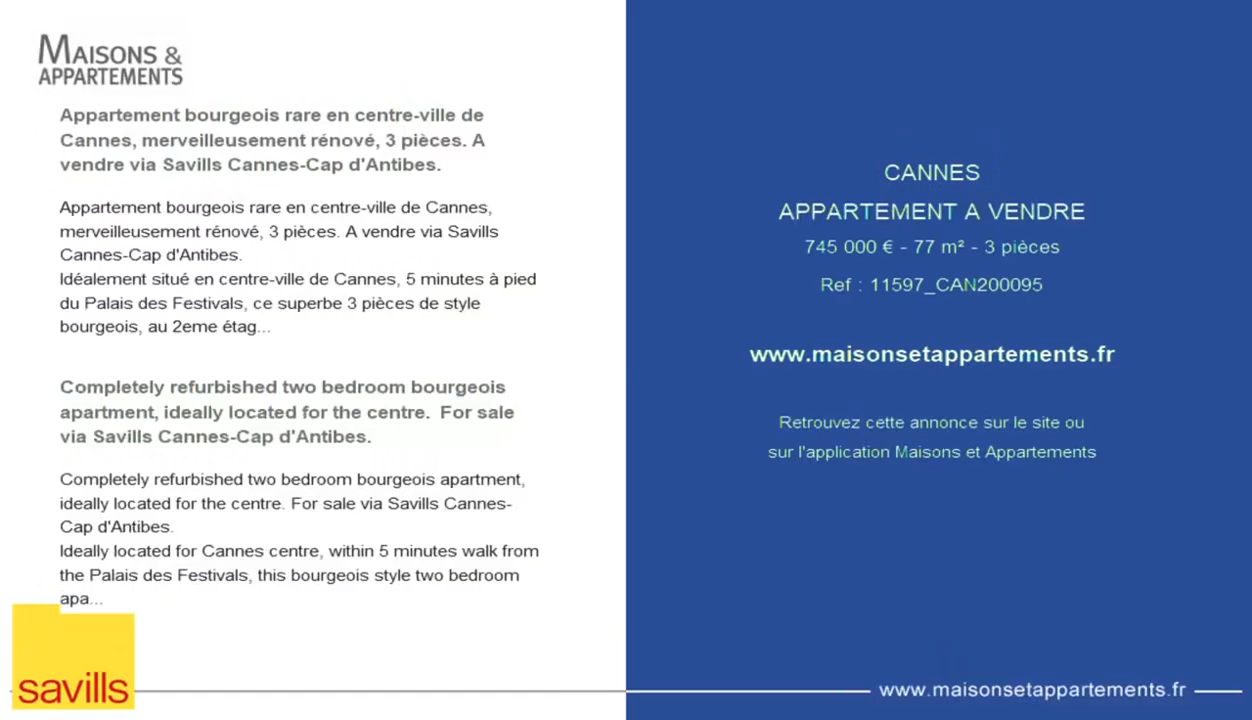 MAISONS &
APPARTEMENTS
Appartement bourgeois rare en centre-ville de
Cannes, merveilleusement rénové, 3 pièces. A
vendre via Savills Cannes-Cap d'Antibes.
Appartement bourgeois rare en centre-ville de Cannes,
merveilleusement rénové, 3 pièces. A vendre via Savills
Cannes-Cap d'Antibes.
Idéalement situé en centre-ville de Cannes, 5 minutes à pied
du Palais des Festivals, ce superbe 3 pièces de style
bourgeois, au 2eme étag...
Completely refurbished two bedroom bourgeois
apartment, ideally located for the centre. For sale
via Savills Cannes-Cap d'Antibes.
Completely refurbished two bedroom bourgeois apartment,
ideally located for the centre. For sale via Savills Cannes-
Cap d'Antibes.
Ideally located for Cannes centre, within 5 minutes walk from
the Palais des Festivals, this bourgeois style two bedroom
apa...
savills
CANNES
APPARTEMENT A VENDRE
745 000 € - 77 m² - 3 pièces
Ref : 11597_CAN200095
www.maisonsetappartements.fr
Retrouvez cette annonce sur le site ou
sur l'application Maisons et Appartements
www.maisonsetappartements.fr